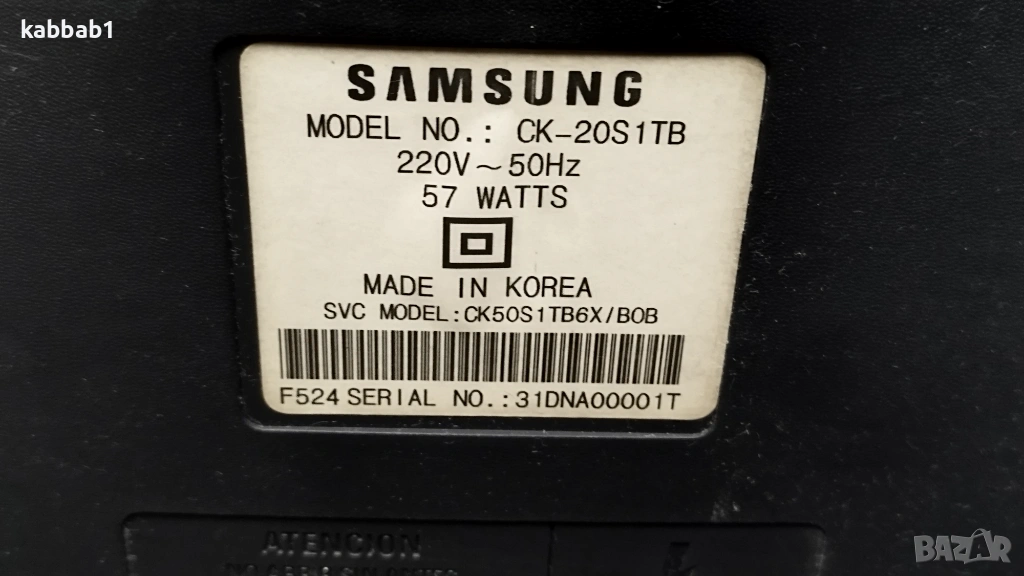 kabbab1
SAMSUNG
MODEL NO.: CK-20S1TB
220V~50Hz
57 WATTS
MADE IN KOREA
SVC MODEL:CK50S1TB6X/BOB
F524 SERIAL NO.:31DNA00001T
ATENCION
BAZAR